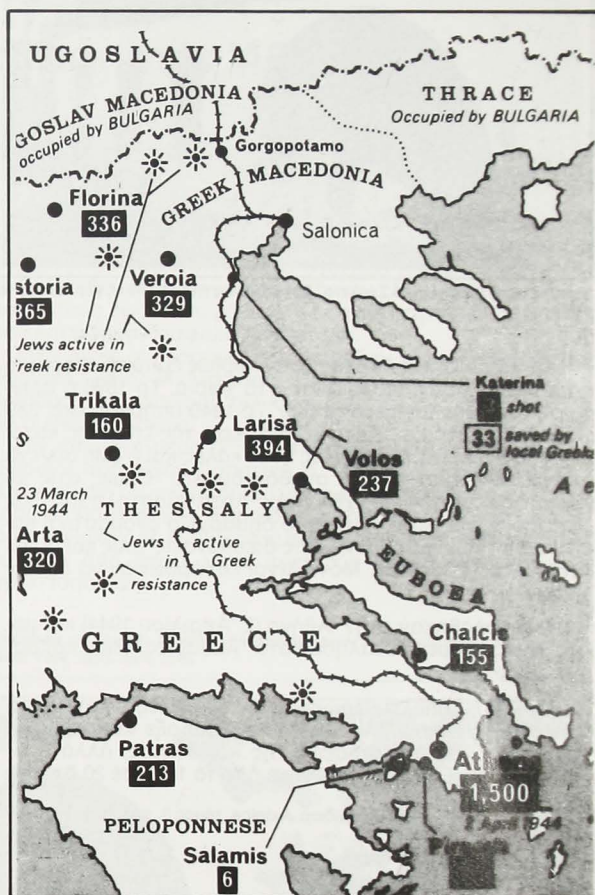 UGOSLAVIA
GOSLAV MACEDONIA
occupied by BULGARIA
THRACE
Occupied by BULGARIA
Gorgopotamo
GREEK MACEDONIA
Florina
336
Salonica
storia
365
Veroia
329
Jews active in
reek resistance
Katerina
shot
33 saved by
local Greeks
Trikala
160
Larisa
394
Volos
237
S
Ae
23 March
1944
THESSALY
Arta
320
Jews active
in Greek
resistance
EUBOEA
GREECE
Chalcis
155
Patras
213
Athens
1,500
2 April 1944
PELOPONNESE
Salamis
6